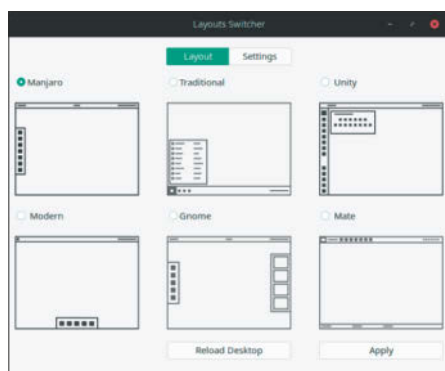 Layouts Switcher
Layout Settings
Manjaro Traditional Unity
Modern Gnome Mate
Reload Desktop Apply